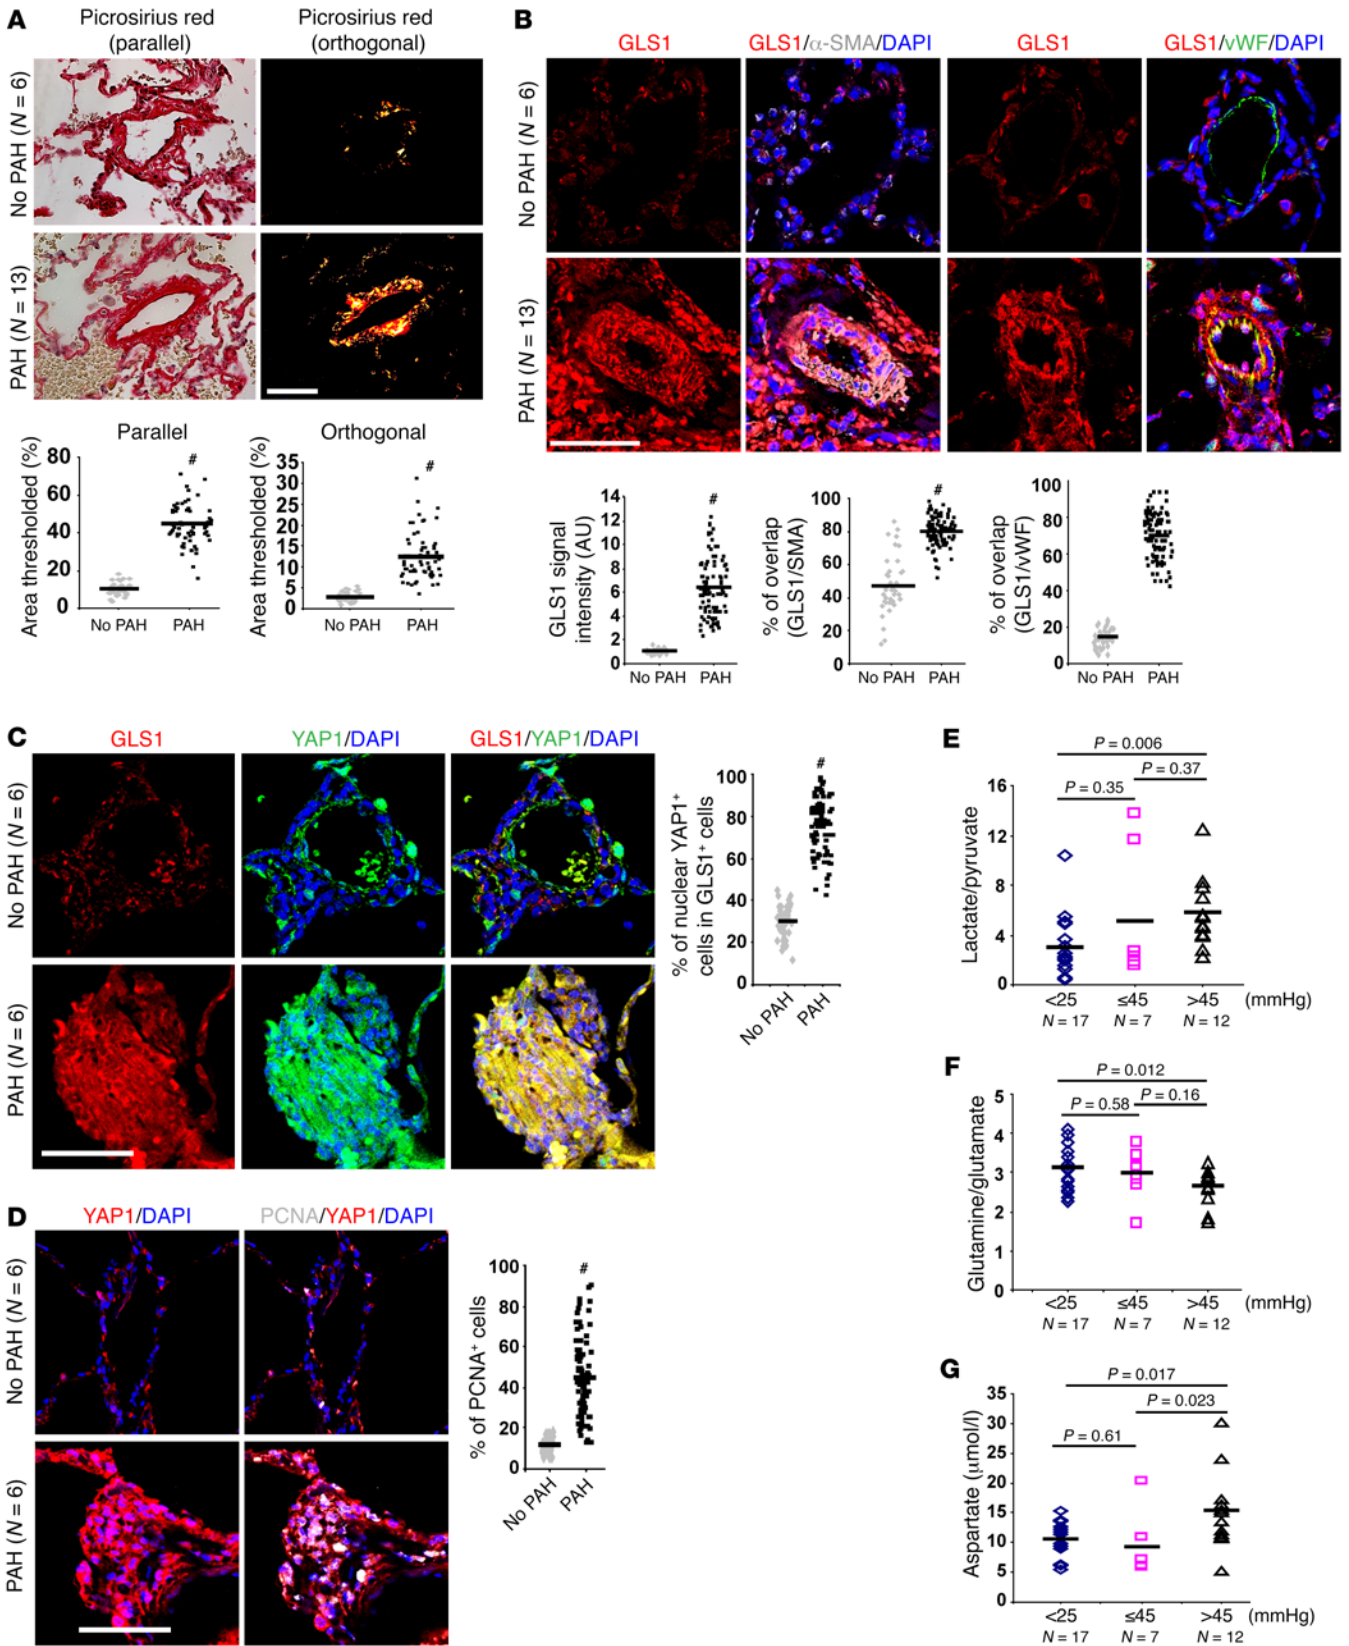 A
Picrosirius red
(parallel)
Picrosirius red
(orthogonal)
No PAH (N = 6)
PAH (N = 13)
Parallel
Area thresholded (%)
80
60
40
20
0
No PAH
PAH
#
Orthogonal
Area thresholded (%)
35
30
25
20
15
10
5
0
No PAH
PAH
#
B
GLS1
GLS1/α-SMA/DAPI
GLS1
GLS1/vWF/DAPI
No PAH (N = 6)
PAH (N = 13)
GLS1 signal
intensity (AU)
14
12
10
8
6
4
2
0
No PAH
PAH
#
% of overlap
(GLS1/SMA)
100
80
60
40
20
0
No PAH
PAH
#
% of overlap
(GLS1/vWF)
100
80
60
40
20
0
No PAH
PAH
C
GLS1
YAP1/DAPI
GLS1/YAP1/DAPI
No PAH (N = 6)
PAH (N = 6)
% of nuclear YAP1+
cells in GLS1+ cells
100
80
60
40
20
0
No PAH
PAH
#
D
YAP1/DAPI
PCNA/YAP1/DAPI
No PAH (N = 6)
PAH (N = 6)
% of PCNA+ cells
100
80
60
40
20
0
No PAH
PAH
#
E
P = 0.006
P = 0.37
P = 0.35
Lactate/pyruvate
16
12
8
4
0
<25
≤45
>45
(mmHg)
N = 17
N = 7
N = 12
F
P = 0.012
P = 0.16
P = 0.58
Glutamine/glutamate
5
4
3
2
1
0
<25
≤45
>45
(mmHg)
N = 17
N = 7
N = 12
G
P = 0.017
P = 0.023
P = 0.61
Aspartate (μmol/l)
35
30
25
20
15
10
5
0
<25
≤45
>45
(mmHg)
N = 17
N = 7
N = 12